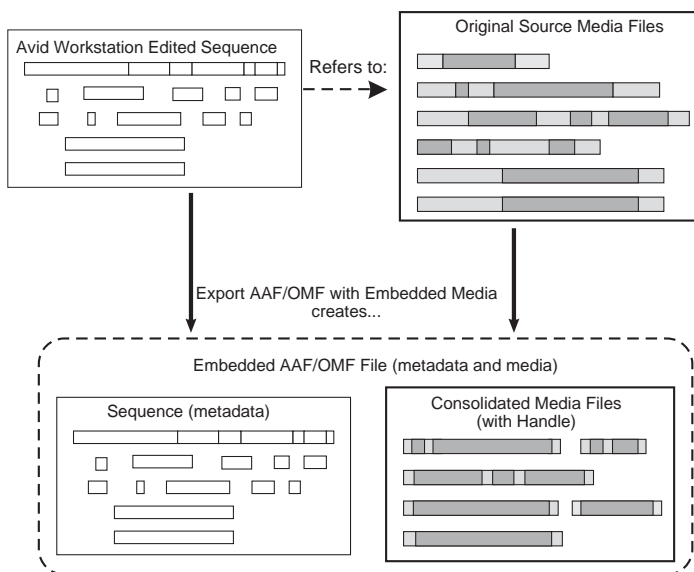 Avid Workstation Edited Sequence
Refers to:
Original Source Media Files
Export AAF/OMF with Embedded Media
creates...
Embedded AAF/OMF File (metadata and media)
Sequence (metadata)
Consolidated Media Files
(with Handle)